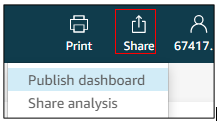 Print Share 67417.
Publish dashboard
Share analysis